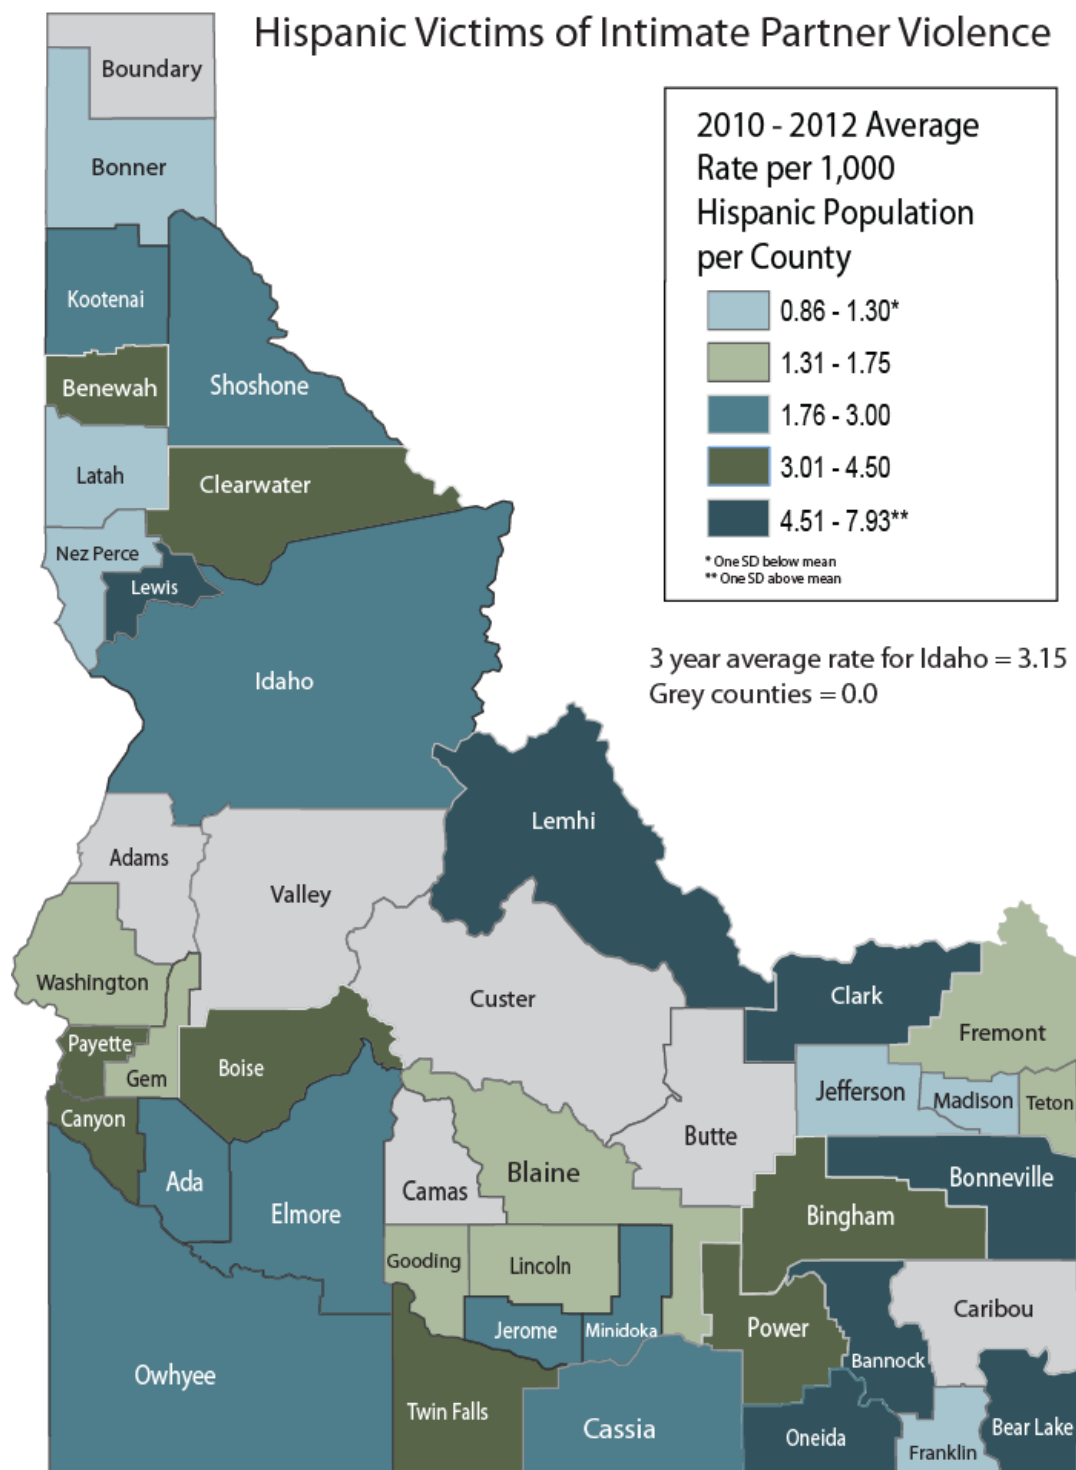 Hispanic Victims of Intimate Partner Violence
2010 - 2012 Average
Rate per 1,000
Hispanic Population
per County
0.86 - 1.30*
1.31 - 1.75
1.76 - 3.00
3.01 - 4.50
4.51 - 7.93**
* One SD below mean
** One SD above mean
3 year average rate for Idaho = 3.15
Grey counties = 0.0
Boundary
Bonner
Kootenai
Shoshone
Benewah
Latah
Clearwater
Nez Perce
Lewis
Idaho
Lemhi
Adams
Valley
Washington
Custer
Clark
Fremont
Payette
Gem
Boise
Jefferson
Madison
Teton
Canyon
Butte
Ada
Camas
Blaine
Bonneville
Elmore
Bingham
Gooding
Lincoln
Caribou
Jerome
Minidoka
Power
Bannock
Owhyee
Twin Falls
Cassia
Oneida
Bear Lake
Franklin